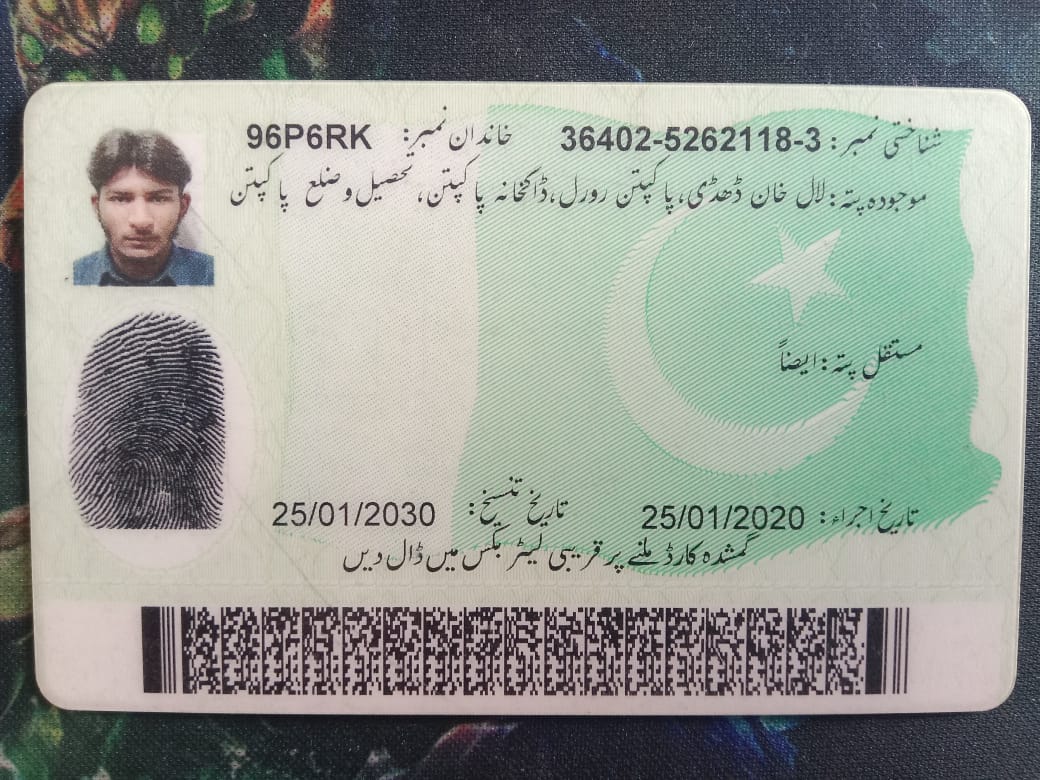 شناختی نمبر: 36402-5262118-3 خاندان نمبر: 96P6RK
موجودہ پتہ: لال خان ڈھڈی، پاکپتن رورل، ڈاکخانہ پاکپتن، تحصیل و ضلع پاکپتن
مستقل پتہ: ایضاً
تاریخ اجراء: 25/01/2020 تاریخ تنسیخ: 25/01/2030
گمشدہ کارڈ ملنے پر قریبی لیٹر بکس میں ڈال دیں